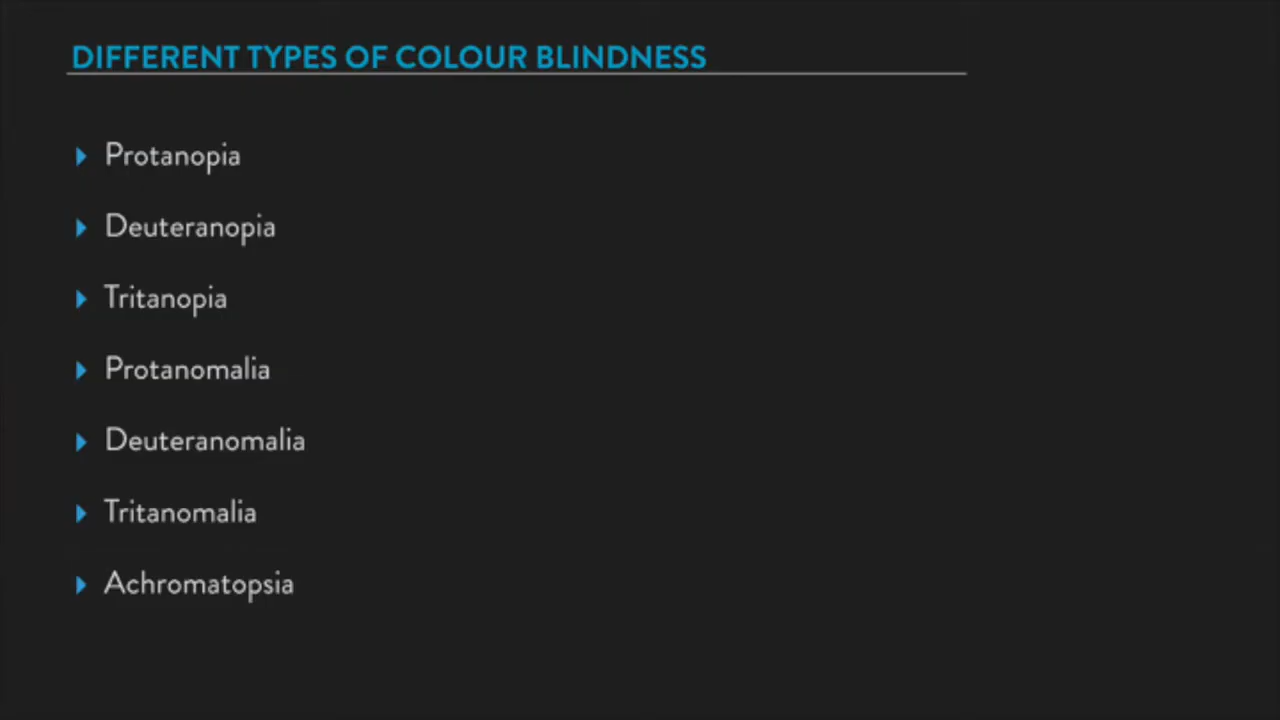 DIFFERENT TYPES OF COLOUR BLINDNESS
Protanopia
Deuteranopia
Tritanopia
Protanomalia
Deuteranomalia
Tritanomalia
Achromatopsia